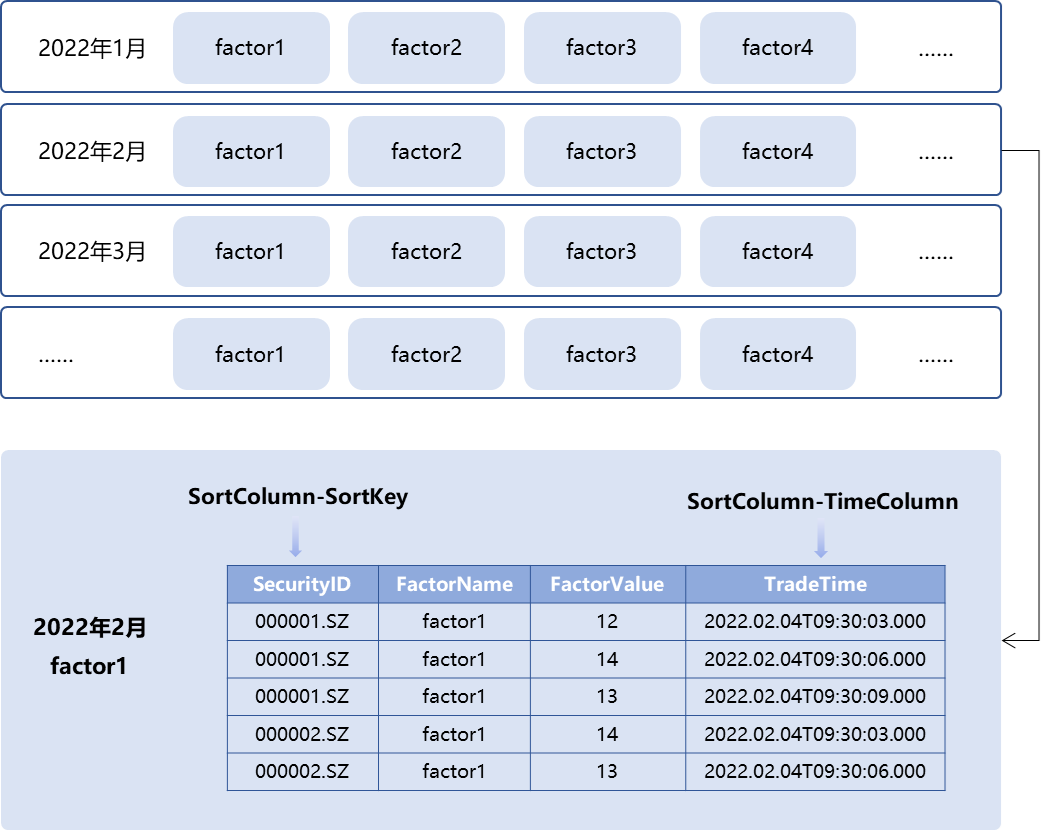 2022年1月 factor1 factor2 factor3 factor4 ......
2022年2月 factor1 factor2 factor3 factor4 ......
2022年3月 factor1 factor2 factor3 factor4 ......
...... factor1 factor2 factor3 factor4 ......
SortColumn-SortKey SortColumn-TimeColumn
2022年2月
factor1
SecurityID FactorName FactorValue TradeTime
000001.SZ factor1 12 2022.02.04T09:30:03.000
000001.SZ factor1 14 2022.02.04T09:30:06.000
000001.SZ factor1 13 2022.02.04T09:30:09.000
000002.SZ factor1 14 2022.02.04T09:30:03.000
000002.SZ factor1 13 2022.02.04T09:30:06.000